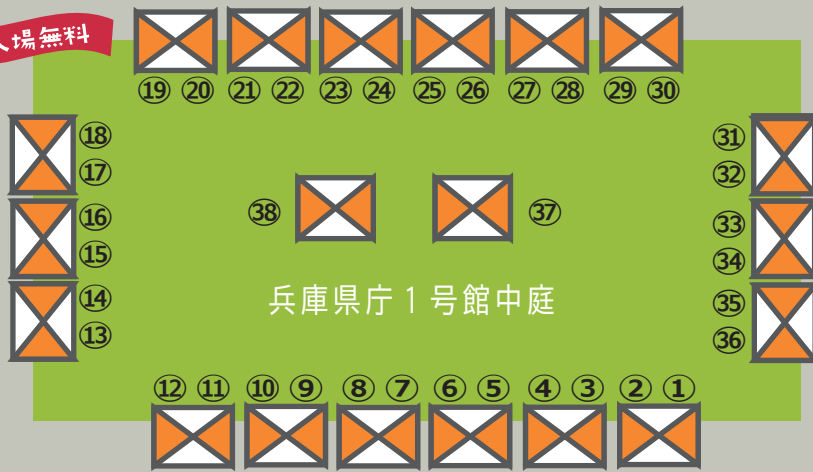 入場無料
⑲ ⑳ ㉑ ㉒ ㉓ ㉔ ㉕ ㉖ ㉗ ㉘ ㉙ ㉚
⑱ ㉛
⑰ ㉜
㊳ ㊲
⑯ ㉝
⑮ ㉞
兵庫県庁1号館中庭
⑭ ㉟
⑬ ㊱
⑫ ⑪ ⑩ ⑨ ⑧ ⑦ ⑥ ⑤ ④ ③ ② ①